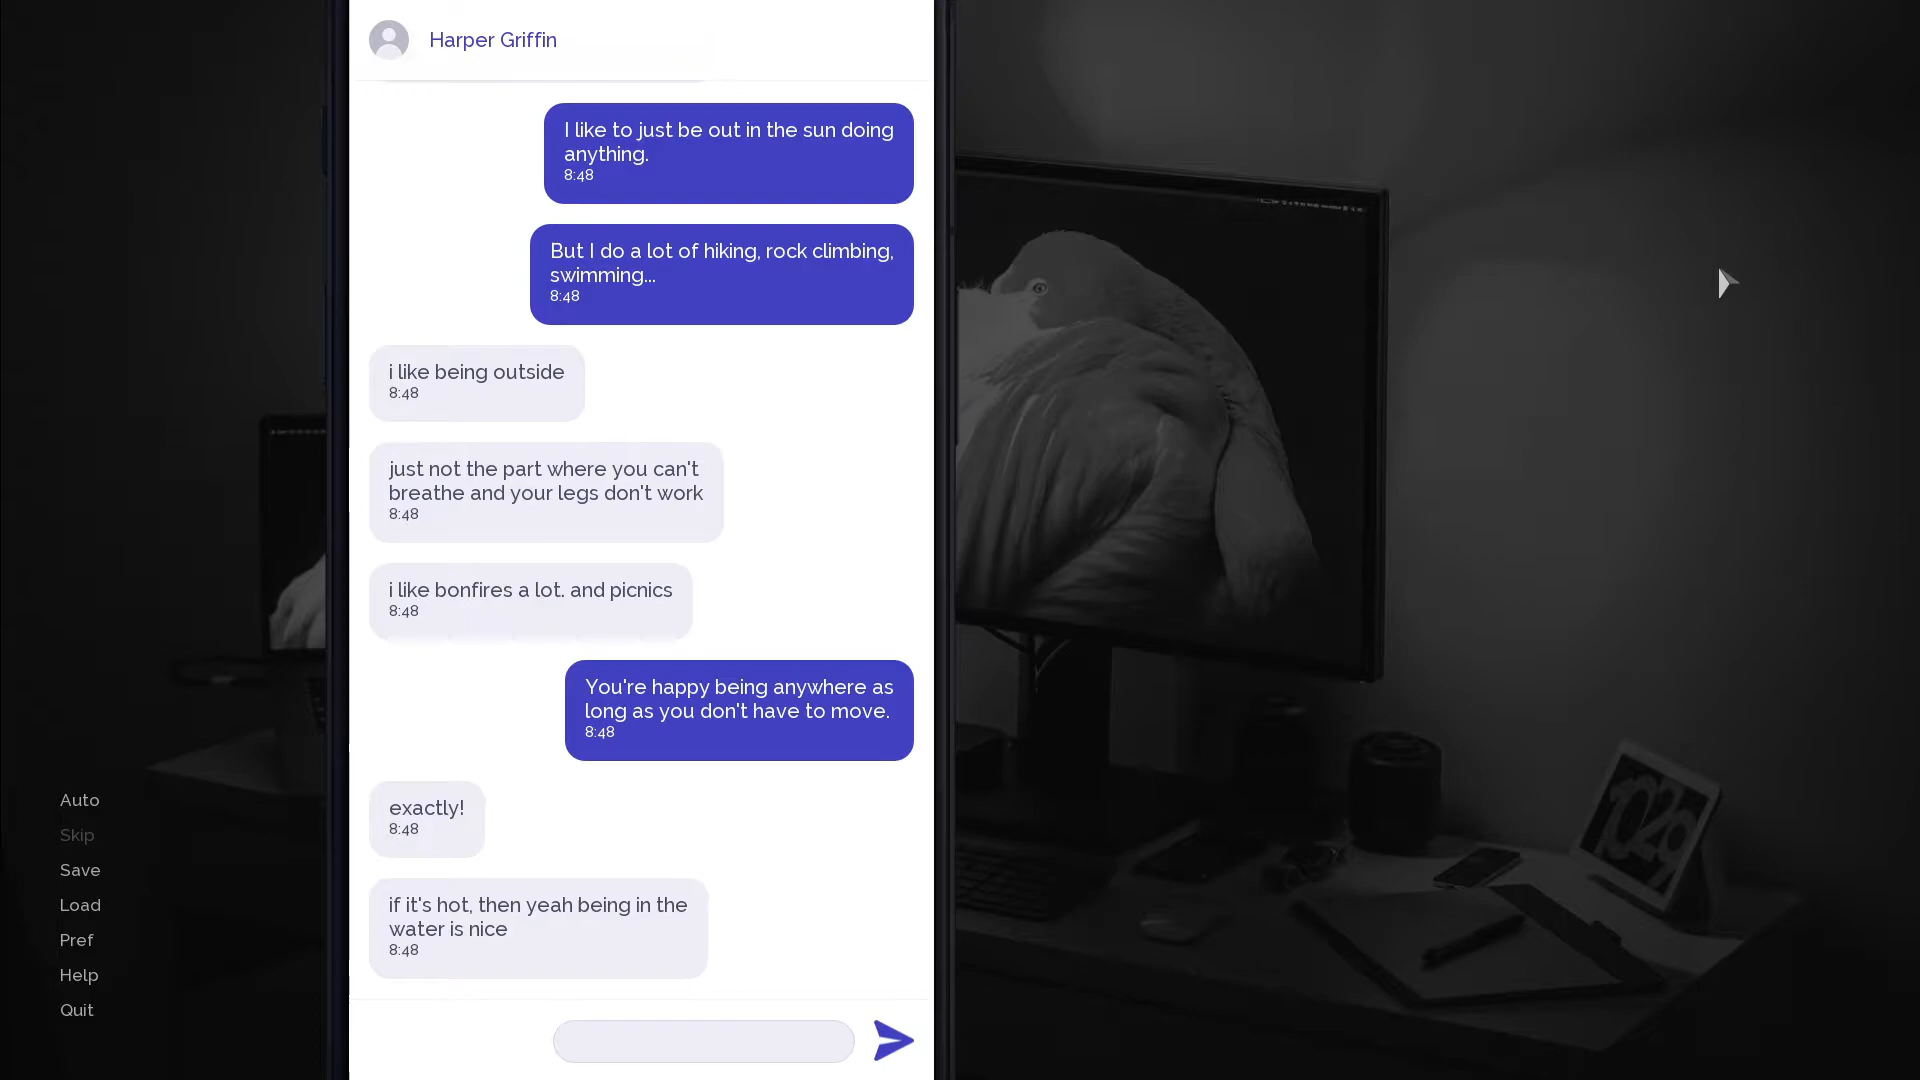 Harper Griffin
I like to just be out in the sun doing
anything.
8:48
But I do a lot of hiking, rock climbing,
swimming...
8:48
i like being outside
8:48
just not the part where you can't
breathe and your legs don't work
8:48
i like bonfires a lot. and picnics
8:48
You're happy being anywhere as
long as you don't have to move.
8:48
exactly!
8:48
if it's hot, then yeah being in the
water is nice
8:48
Auto
Skip
Save
Load
Pref
Help
Quit
1029